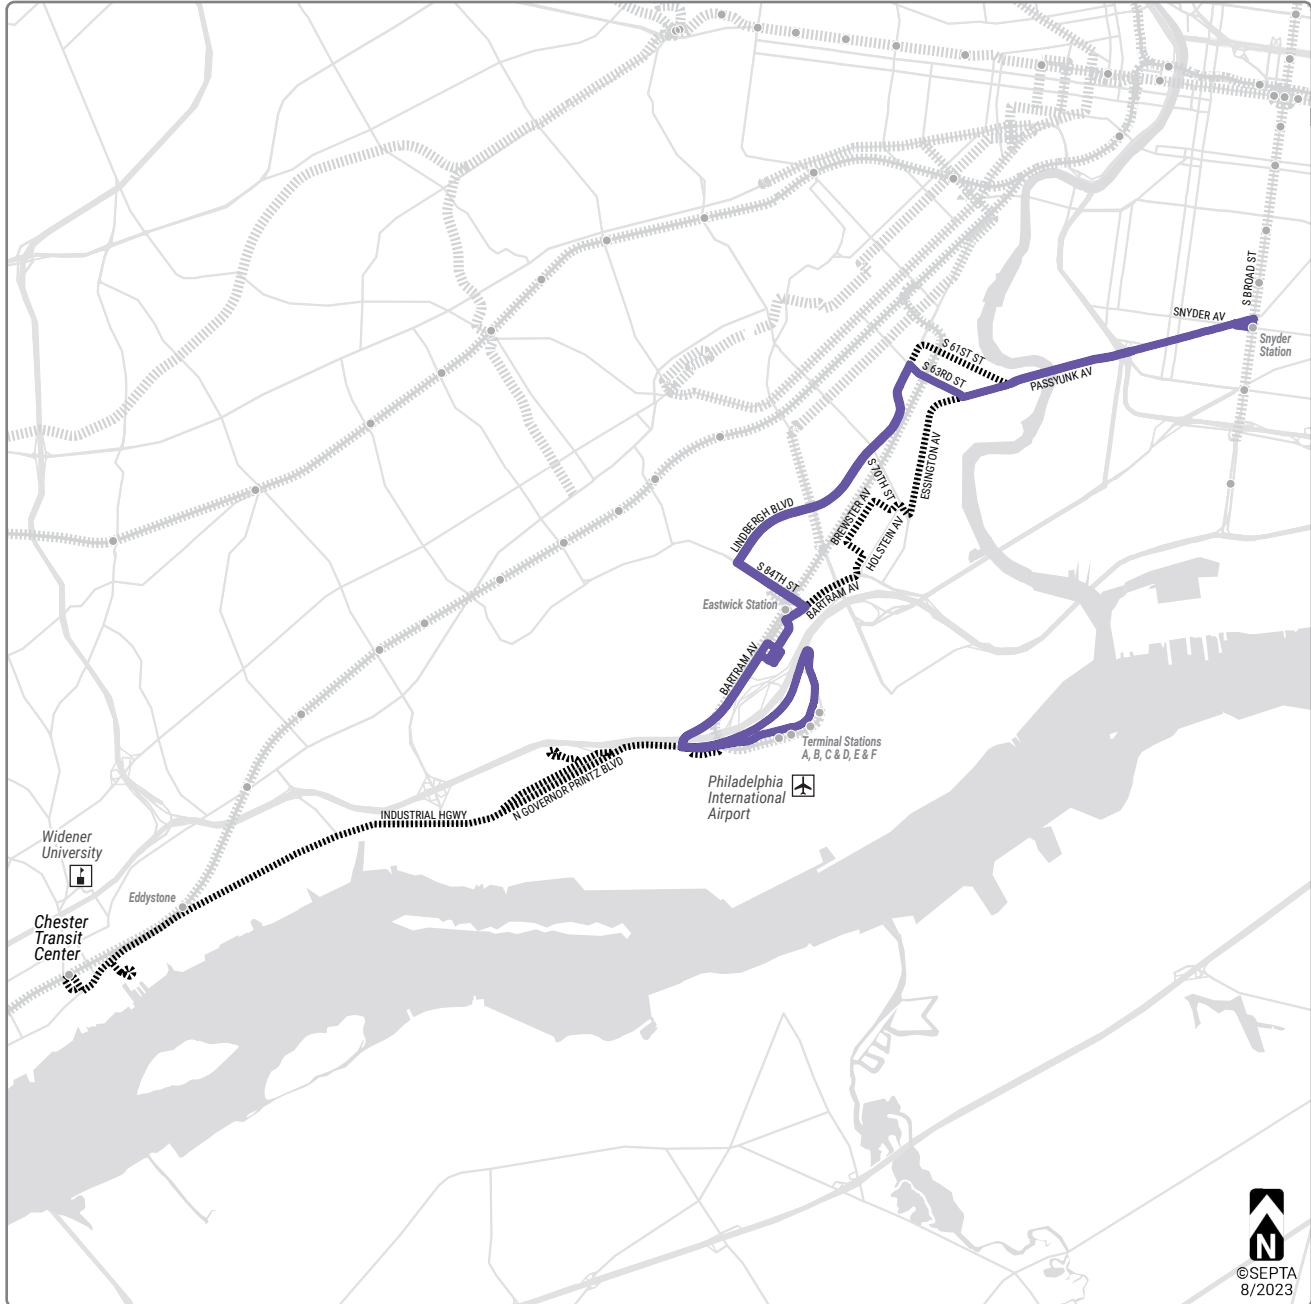 S BROAD ST
SNYDER AV
Snyder
Station
S 61ST ST
S 63RD ST
PASSYUNK AV
ESSINGTON AV
S 70TH ST
BREWSTER AV
HOLSTEIN AV
LINDBERGH BLVD
S 84TH ST
BARTRAM AV
Eastwick Station
BARTRAM AV
Terminal Stations
A, B, C & D, E & F
Philadelphia
International
Airport
N GOVERNOR PRINTZ BLVD
INDUSTRIAL HGWY
Widener
University
Eddystone
Chester
Transit
Center
N
©SEPTA
8/2023